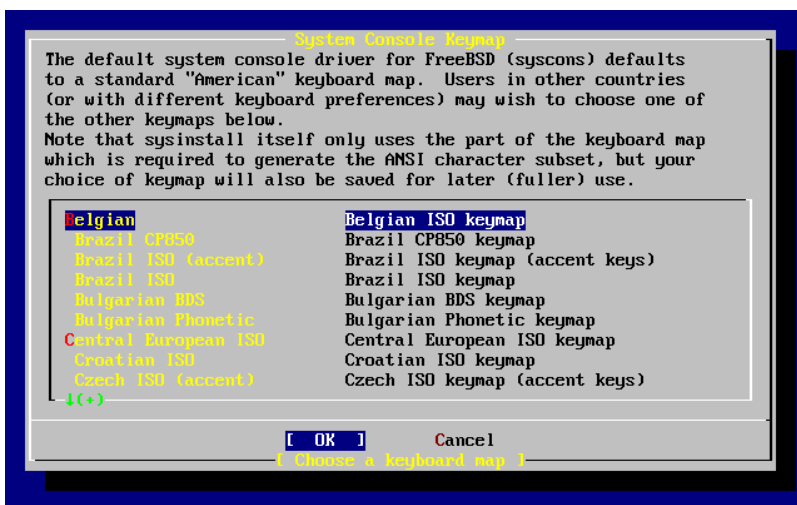 System Console Keymap
The default system console driver for FreeBSD (syscons) defaults
to a standard "American" keyboard map.  Users in other countries
(or with different keyboard preferences) may wish to choose one of
the other keymaps below.
Note that sysinstall itself only uses the part of the keyboard map
which is required to generate the ANSI character subset, but your
choice of keymap will also be saved for later (fuller) use.
Belgian Belgian ISO keymap
Brazil CP850 Brazil CP850 keymap
Brazil ISO (accent) Brazil ISO keymap (accent keys)
Brazil ISO Brazil ISO keymap
Bulgarian BDS Bulgarian BDS keymap
Bulgarian Phonetic Bulgarian Phonetic keymap
Central European ISO Central European ISO keymap
Croatian ISO Croatian ISO keymap
Czech ISO (accent) Czech ISO keymap (accent keys)
↓(+)
[ OK ] Cancel
[ Choose a keyboard map ]